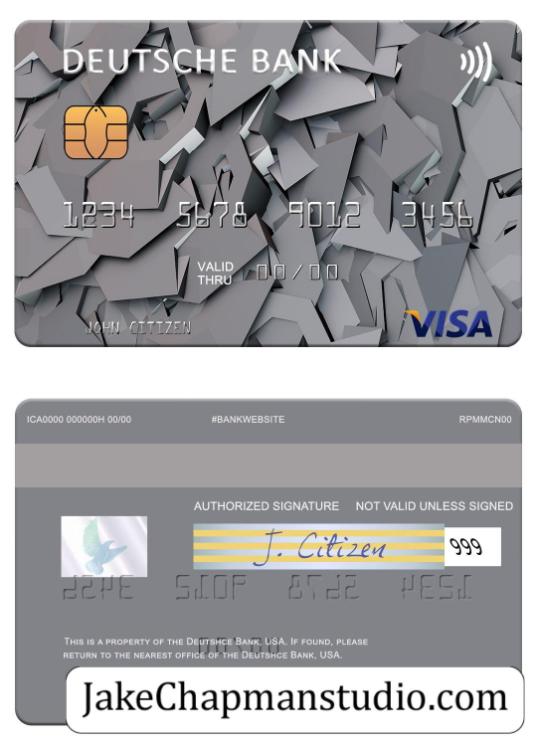 DEUTSCHE BANK
1234 5678 9012 3456
VALID THRU 00/00
JOHN CITIZEN
VISA
ICA0000 000000H 00/00 #BANKWEBSITE RPMMCN00
AUTHORIZED SIGNATURE NOT VALID UNLESS SIGNED
J. Citizen 999
THIS IS A PROPERTY OF THE DEUTSHCE BANK, USA. IF FOUND, PLEASE
RETURN TO THE NEAREST OFFICE OF THE DEUTSHCE BANK, USA.
JakeChapmanstudio.com